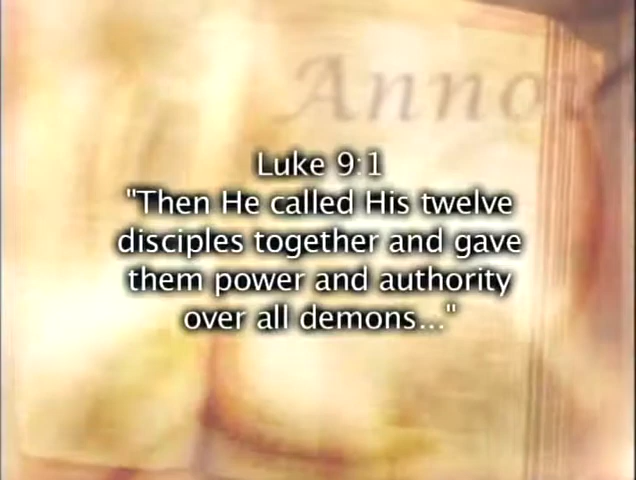 Annou
Luke 9:1
"Then He called His twelve
disciples together and gave
them power and authority
over all demons..."